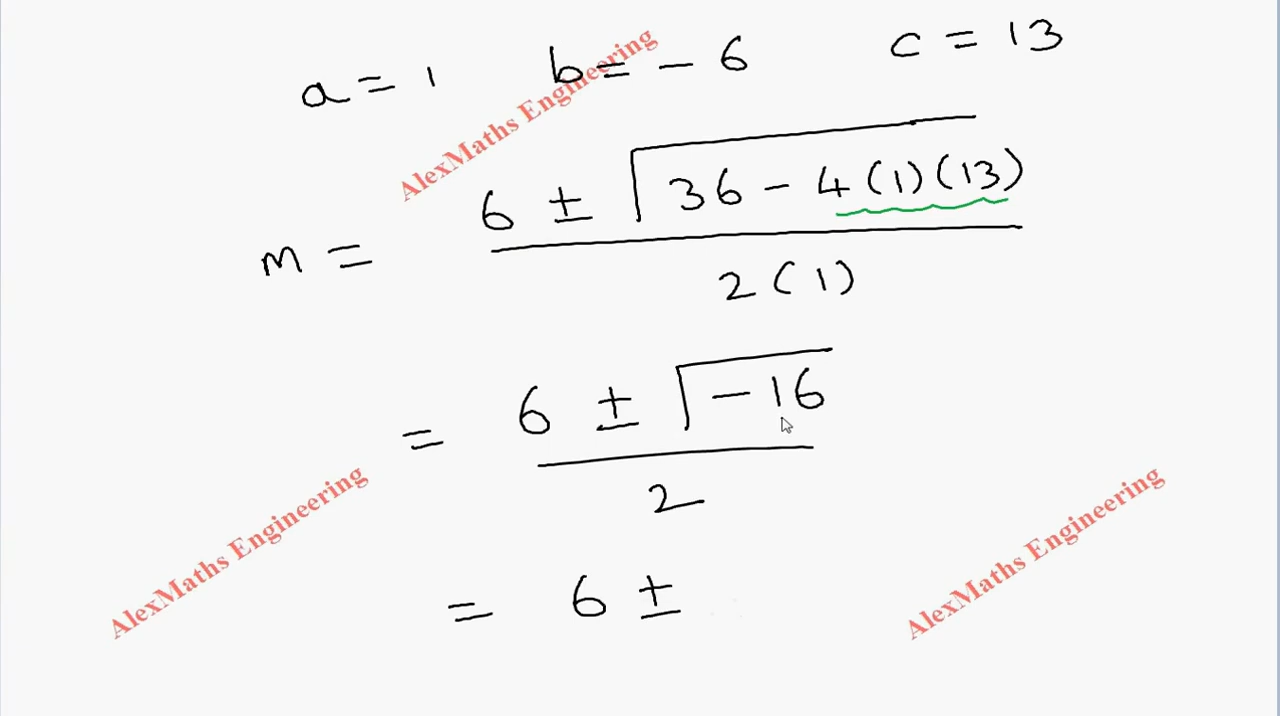 a = 1 b = - 6 c = 13
AlexMaths Engineering
6 ± √36 - 4(1)(13)
m =
2(1)
= 6 ± √-16
2
AlexMaths Engineering
AlexMaths Engineering
= 6 ±